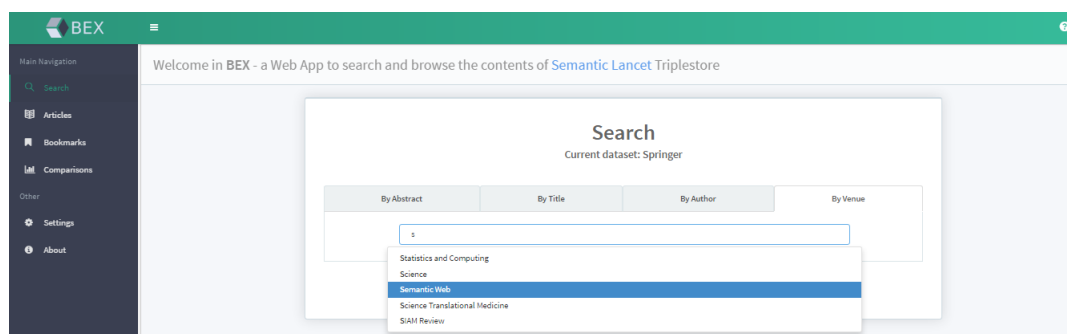 BEX
Main Navigation
Search
Articles
Bookmarks
Comparisons
Other
Settings
About
Welcome in BEX - a Web App to search and browse the contents of Semantic Lancet Triplestore
Search
Current dataset: Springer
By Abstract By Title By Author By Venue
s
Statistics and Computing
Science
Semantic Web
Science Translational Medicine
SIAM Review